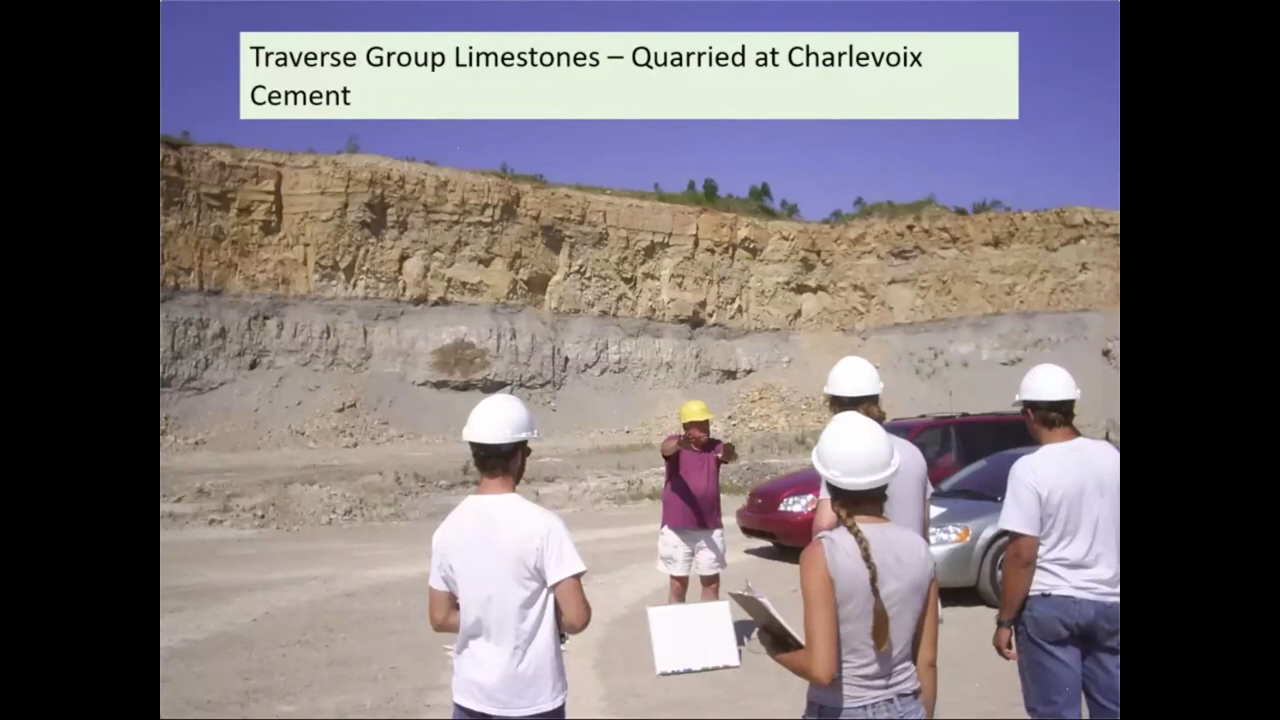 Traverse Group Limestones – Quarried at Charlevoix
Cement